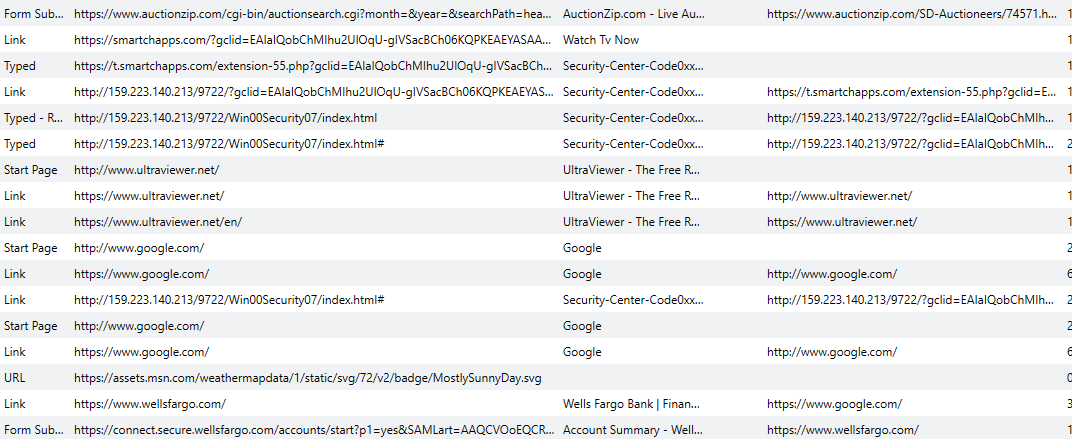 Form Sub... https://www.auctionzip.com/cgi-bin/auctionsearch.cgi?month=&year=&searchPath=hea... AuctionZip.com - Live Au... https://www.auctionzip.com/SD-Auctioneers/74571.h... 1
Link https://smartchapps.com/?gclid=EAIaIQobChMIhu2UIOqU-gIVSacBCh06KQPKEAEYASAA... Watch Tv Now 1
Typed https://t.smartchapps.com/extension-55.php?gclid=EAIaIQobChMIhu2UIOqU-gIVSacBCh... Security-Center-Code0xx... 1
Link http://159.223.140.213/9722/?gclid=EAIaIQobChMIhu2UIOqU-gIVSacBCh06KQPKEAEYAS... Security-Center-Code0xx... https://t.smartchapps.com/extension-55.php?gclid=E... 1
Typed - R... http://159.223.140.213/9722/Win00Security07/index.html Security-Center-Code0xx... http://159.223.140.213/9722/?gclid=EAIaIQobChMIh... 1
Typed http://159.223.140.213/9722/Win00Security07/index.html# Security-Center-Code0xx... http://159.223.140.213/9722/?gclid=EAIaIQobChMIh... 2
Start Page http://www.ultraviewer.net/ UltraViewer - The Free R... 1
Link https://www.ultraviewer.net/ UltraViewer - The Free R... http://www.ultraviewer.net/ 1
Link https://www.ultraviewer.net/en/ UltraViewer - The Free R... https://www.ultraviewer.net/ 1
Start Page http://www.google.com/ Google 2
Link https://www.google.com/ Google http://www.google.com/ 6
Link http://159.223.140.213/9722/Win00Security07/index.html# Security-Center-Code0xx... http://159.223.140.213/9722/?gclid=EAIaIQobChMIh... 2
Start Page http://www.google.com/ Google 2
Link https://www.google.com/ Google http://www.google.com/ 6
URL https://assets.msn.com/weathermapdata/1/static/svg/72/v2/badge/MostlySunnyDay.svg 0
Link https://www.wellsfargo.com/ Wells Fargo Bank | Finan... https://www.google.com/ 3
Form Sub... https://connect.secure.wellsfargo.com/accounts/start?p1=yes&SAMLart=AAQCVOoEQCR... Account Summary - Well... https://www.wellsfargo.com/ 1